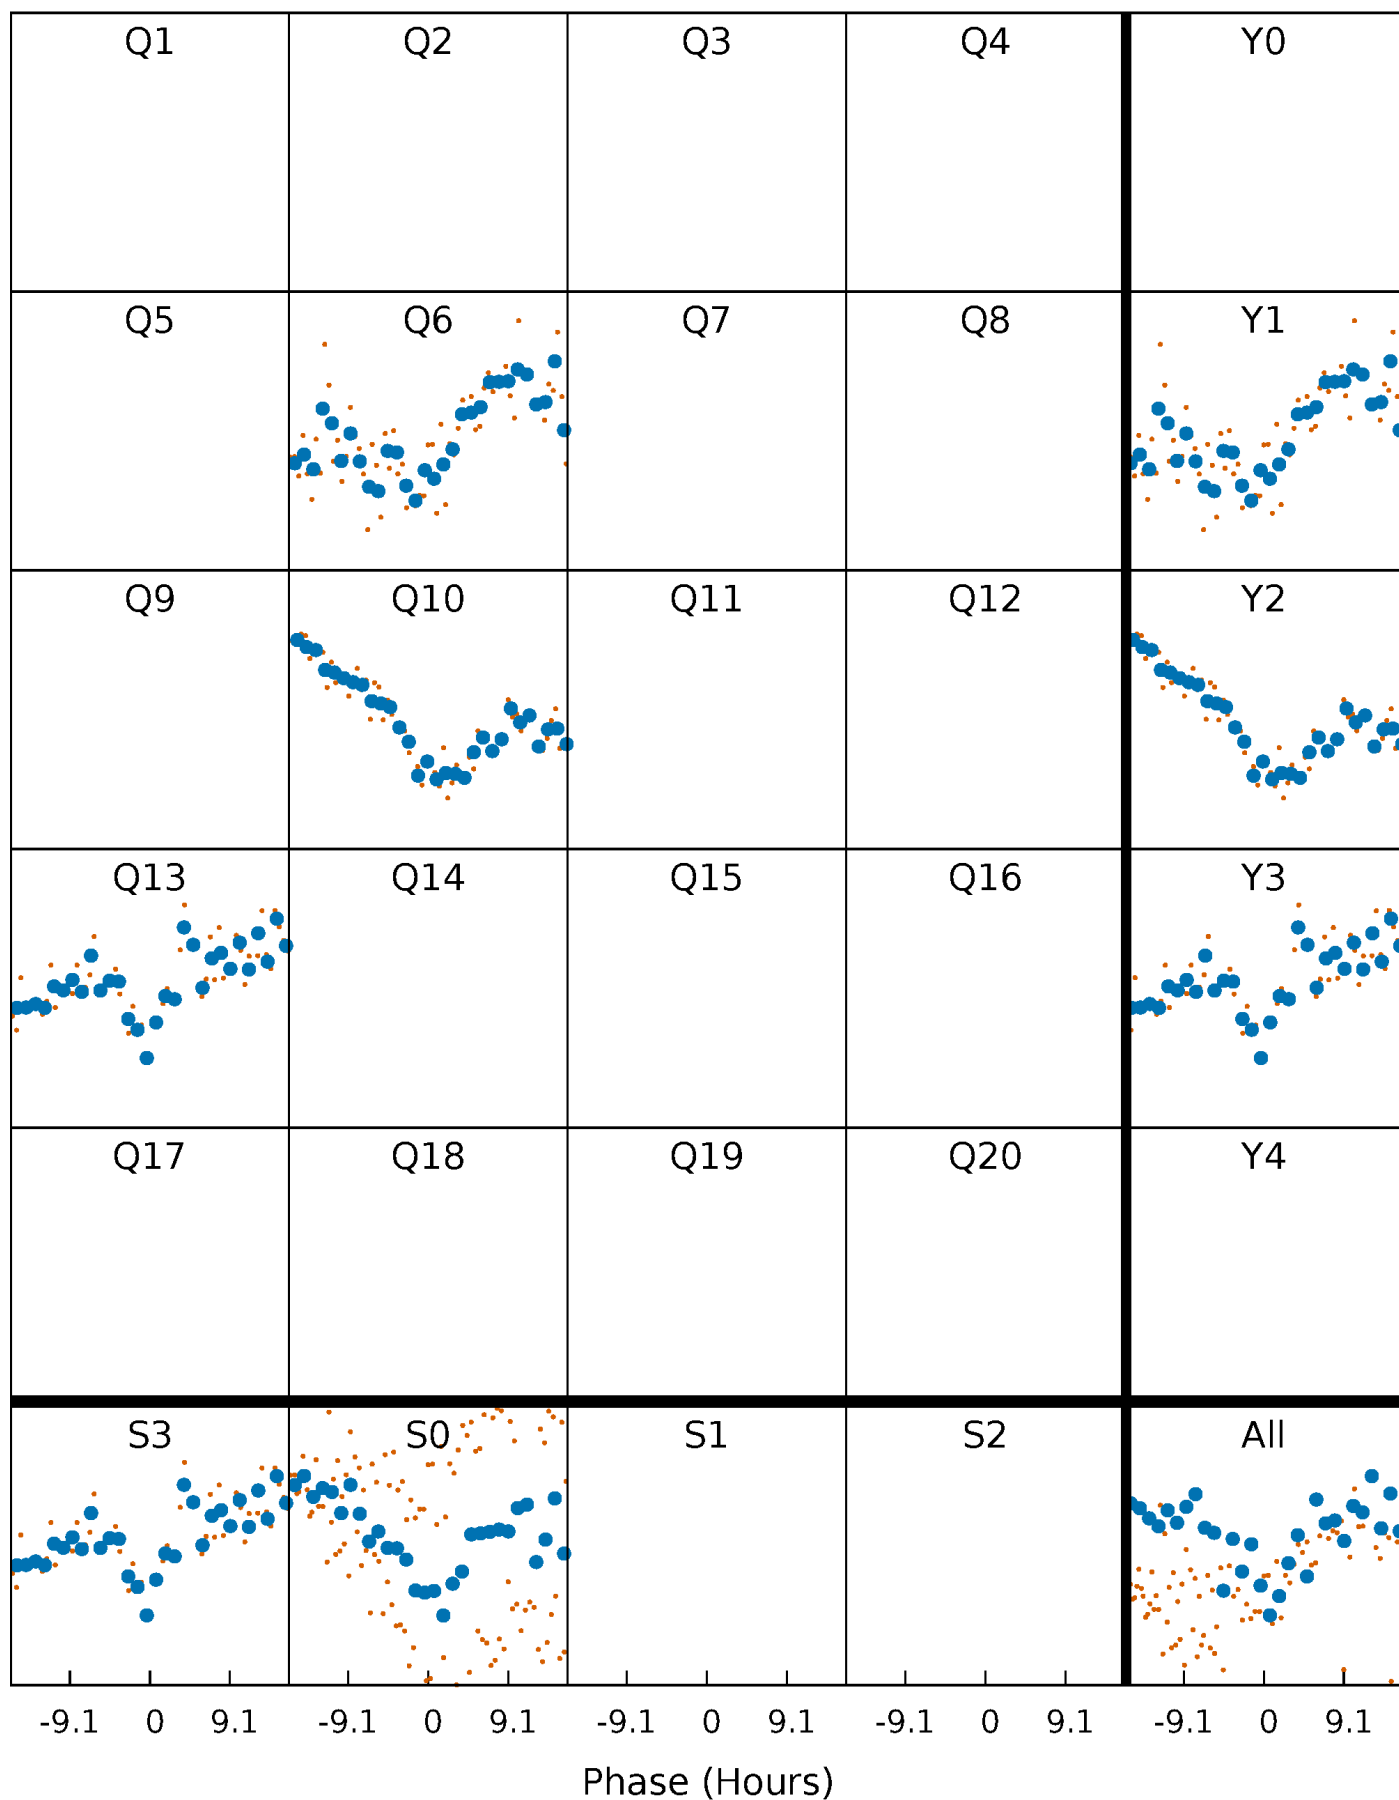 Q1 Q2 Q3 Q4 Y0
Q5 Q6 Q7 Q8 Y1
Q9 Q10 Q11 Q12 Y2
Q13 Q14 Q15 Q16 Y3
Q17 Q18 Q19 Q20 Y4
S3 S0 S1 S2 All
-9.1 0 9.1 -9.1 0 9.1 -9.1 0 9.1 -9.1 0 9.1 -9.1 0 9.1
Phase (Hours)